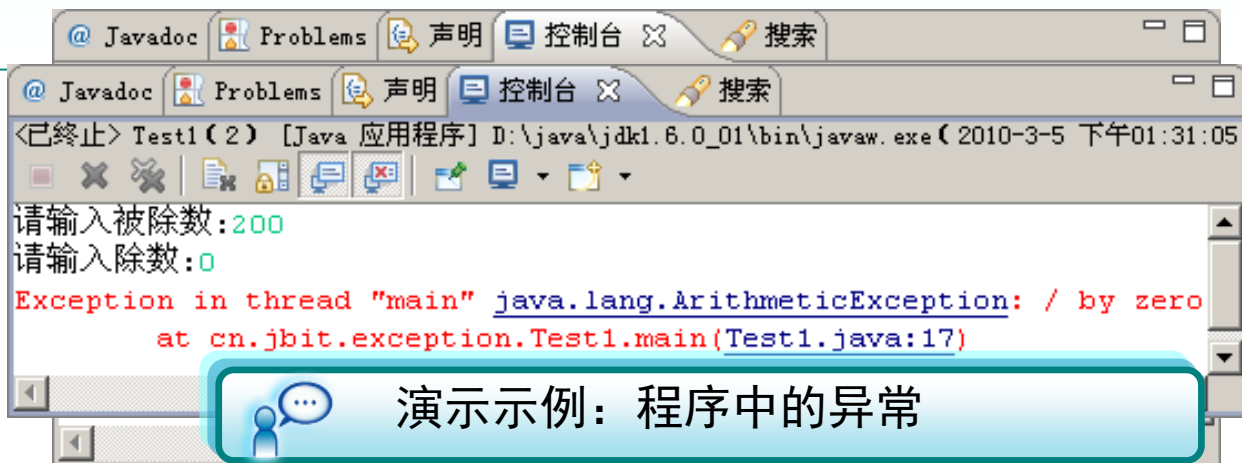 @ Javadoc Problems 声明 控制台 搜索
@ Javadoc Problems 声明 控制台 搜索
<已终止> Test1 (2) [Java 应用程序] D:\java\jdk1.6.0_01\bin\javaw.exe (2010-3-5 下午01:31:05
请输入被除数:200
请输入除数:0
Exception in thread "main" java.lang.ArithmeticException: / by zero
at cn.jbit.exception.Test1.main(Test1.java:17)
演示示例：程序中的异常